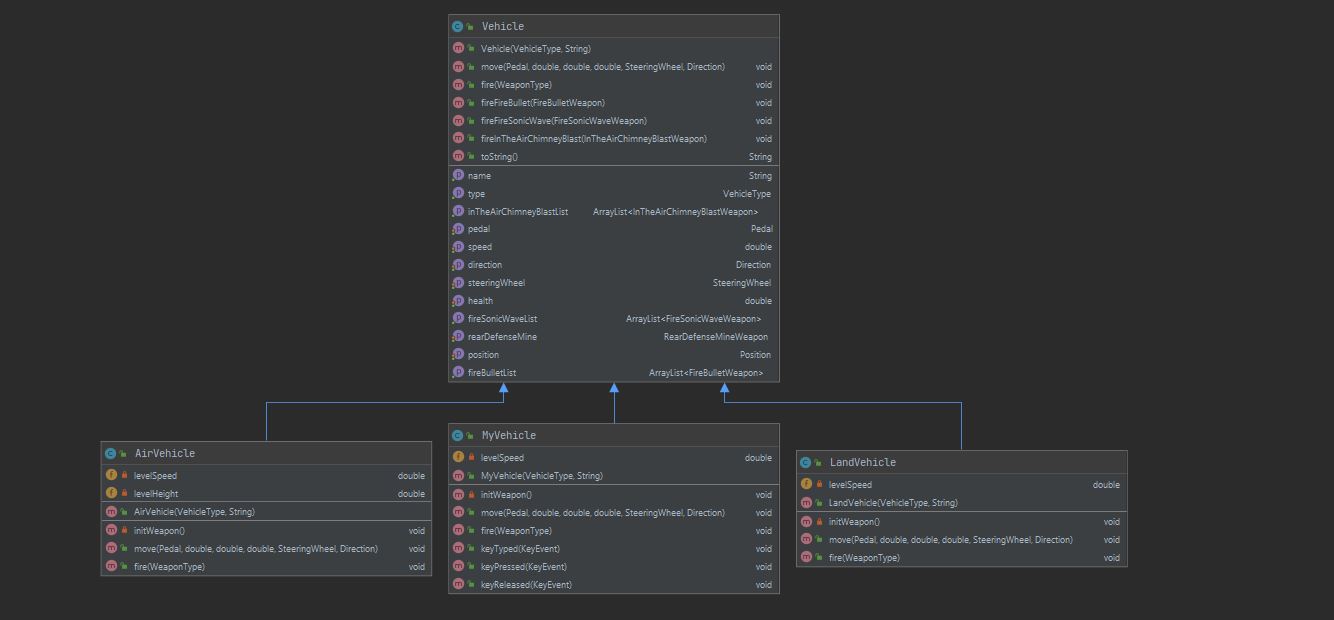 Vehicle
Vehicle(VehicleType, String)
move(Pedal, double, double, double, SteeringWheel, Direction) void
fire(WeaponType) void
fireFireBullet(FireBulletWeapon) void
fireFireSonicWave(FireSonicWaveWeapon) void
fireInTheAirChimneyBlast(InTheAirChimneyBlastWeapon) void
toString() String
name String
type VehicleType
inTheAirChimneyBlastList ArrayList<InTheAirChimneyBlastWeapon>
pedal Pedal
speed double
direction Direction
steeringWheel SteeringWheel
health double
fireSonicWaveList ArrayList<FireSonicWaveWeapon>
rearDefenseMine RearDefenseMineWeapon
position Position
fireBulletList ArrayList<FireBulletWeapon>
AirVehicle
levelSpeed double
levelHeight double
AirVehicle(VehicleType, String)
initWeapon() void
move(Pedal, double, double, double, SteeringWheel, Direction) void
fire(WeaponType) void
MyVehicle
levelSpeed double
MyVehicle(VehicleType, String)
initWeapon() void
move(Pedal, double, double, double, SteeringWheel, Direction) void
fire(WeaponType) void
keyTyped(KeyEvent) void
keyPressed(KeyEvent) void
keyReleased(KeyEvent) void
LandVehicle
levelSpeed double
LandVehicle(VehicleType, String)
initWeapon() void
move(Pedal, double, double, double, SteeringWheel, Direction) void
fire(WeaponType) void